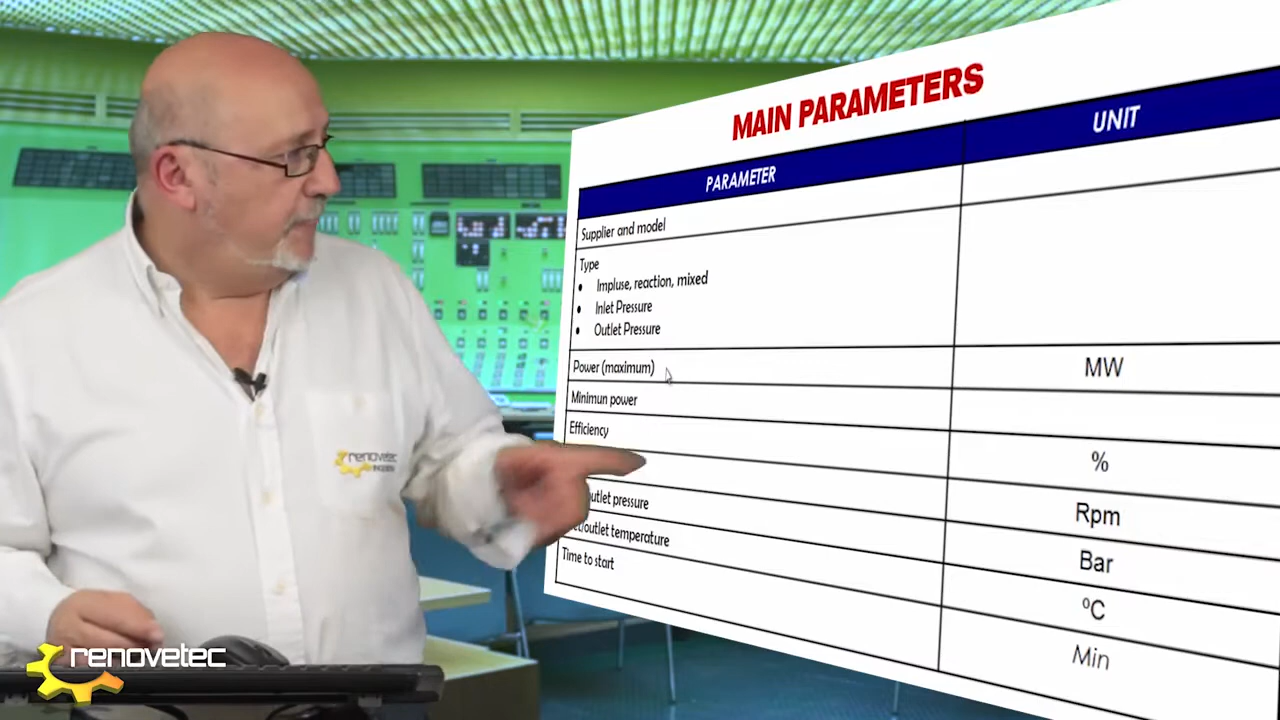 MAIN PARAMETERS
PARAMETER UNIT
Supplier and model
Type
• Impluse, reaction, mixed
• Inlet Pressure
• Outlet Pressure
Power (maximum) MW
Minimun power
Efficiency %
Rpm
outlet pressure Bar
outlet temperature ºC
Time to start Min
renovetec
renovetec